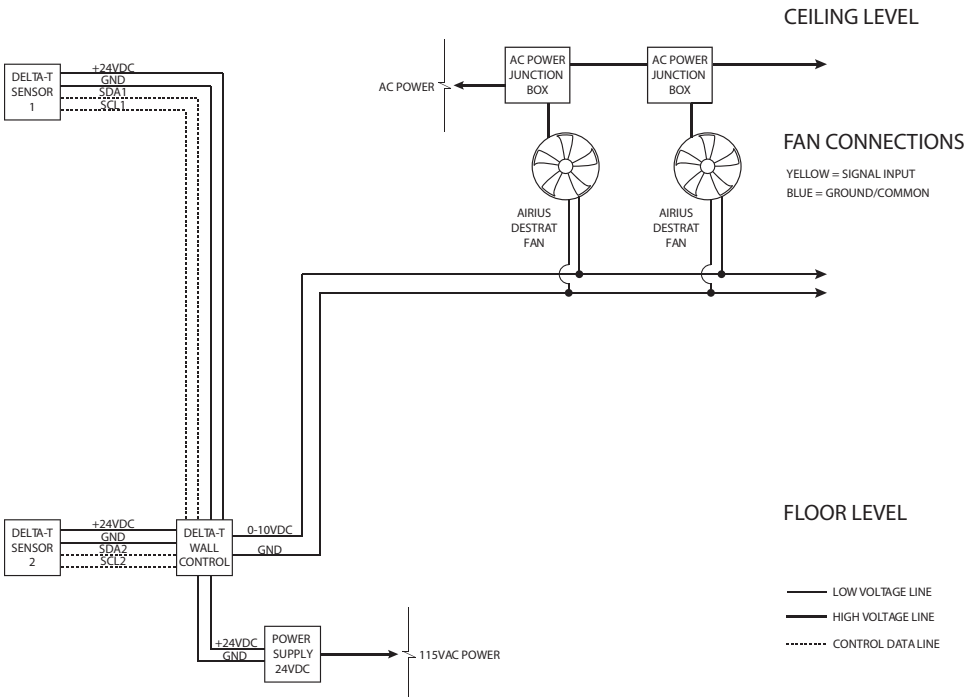 CEILING LEVEL
+24VDC
GND
SDA1
SCL1
DELTA-T
SENSOR
1
AC POWER
AC POWER
JUNCTION
BOX
AC POWER
JUNCTION
BOX
FAN CONNECTIONS
YELLOW = SIGNAL INPUT
BLUE = GROUND/COMMON
AIRIUS
DESTRAT
FAN
AIRIUS
DESTRAT
FAN
FLOOR LEVEL
DELTA-T
SENSOR
2
+24VDC
GND
SDA2
SCL2
DELTA-T
WALL
CONTROL
0-10VDC
GND
LOW VOLTAGE LINE
HIGH VOLTAGE LINE
CONTROL DATA LINE
+24VDC
GND
POWER
SUPPLY
24VDC
115VAC POWER